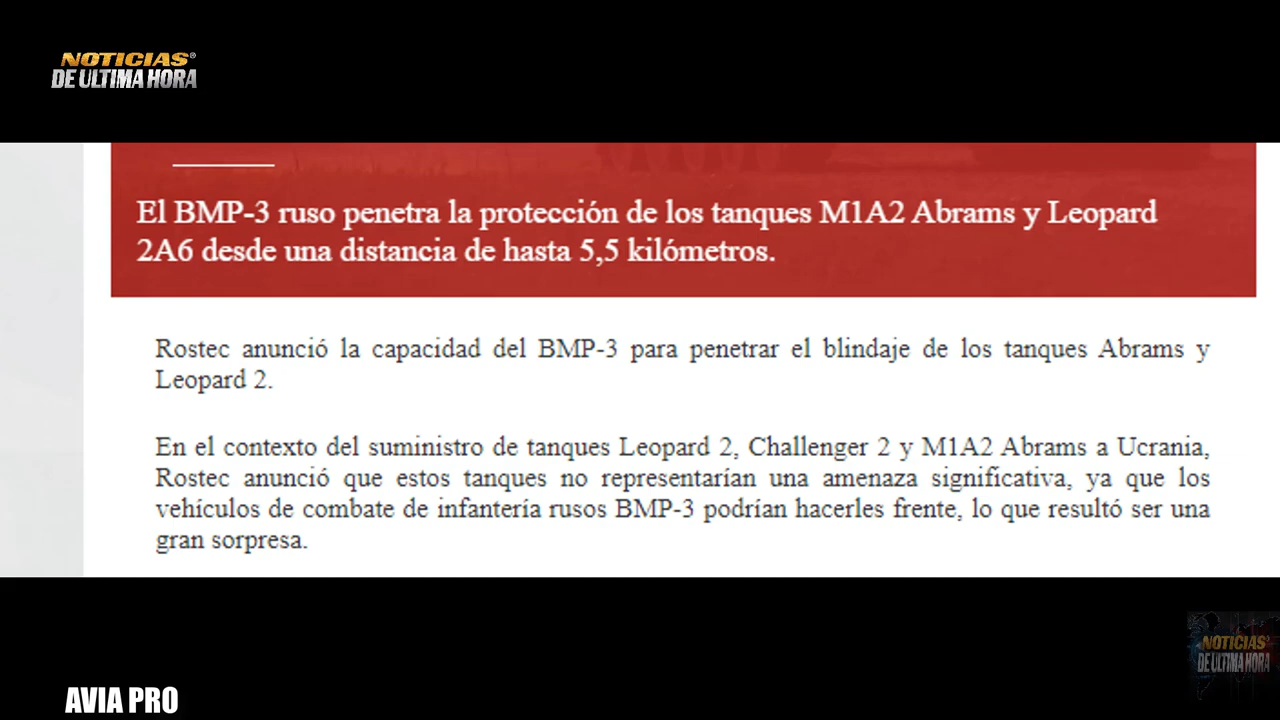 NOTICIAS®
DE ULTIMA HORA
El BMP-3 ruso penetra la protección de los tanques M1A2 Abrams y Leopard
2A6 desde una distancia de hasta 5,5 kilómetros.
Rostec anunció la capacidad del BMP-3 para penetrar el blindaje de los tanques Abrams y
Leopard 2.
En el contexto del suministro de tanques Leopard 2, Challenger 2 y M1A2 Abrams a Ucrania,
Rostec anunció que estos tanques no representarían una amenaza significativa, ya que los
vehículos de combate de infantería rusos BMP-3 podrían hacerles frente, lo que resultó ser una
gran sorpresa.
NOTICIAS
DE ULTIMA HORA
AVIA PRO